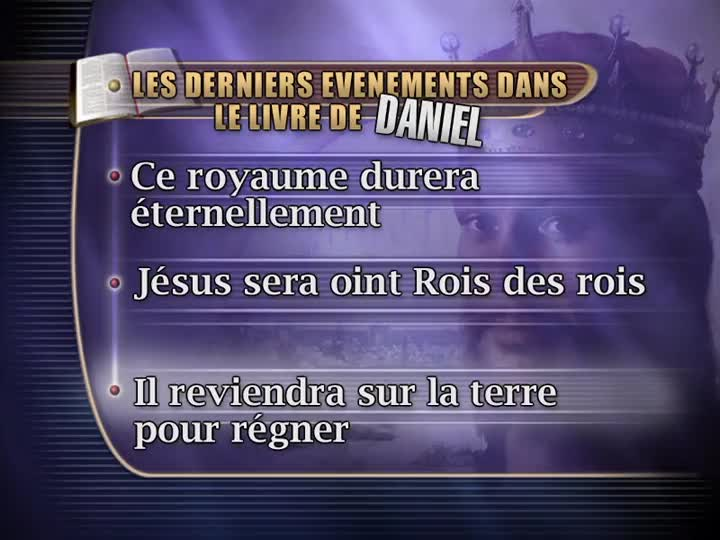 LES DERNIERS EVENEMENTS DANS
LE LIVRE DE DANIEL
Ce royaume durera
éternellement
Jésus sera oint Rois des rois
Il reviendra sur la terre
pour régner